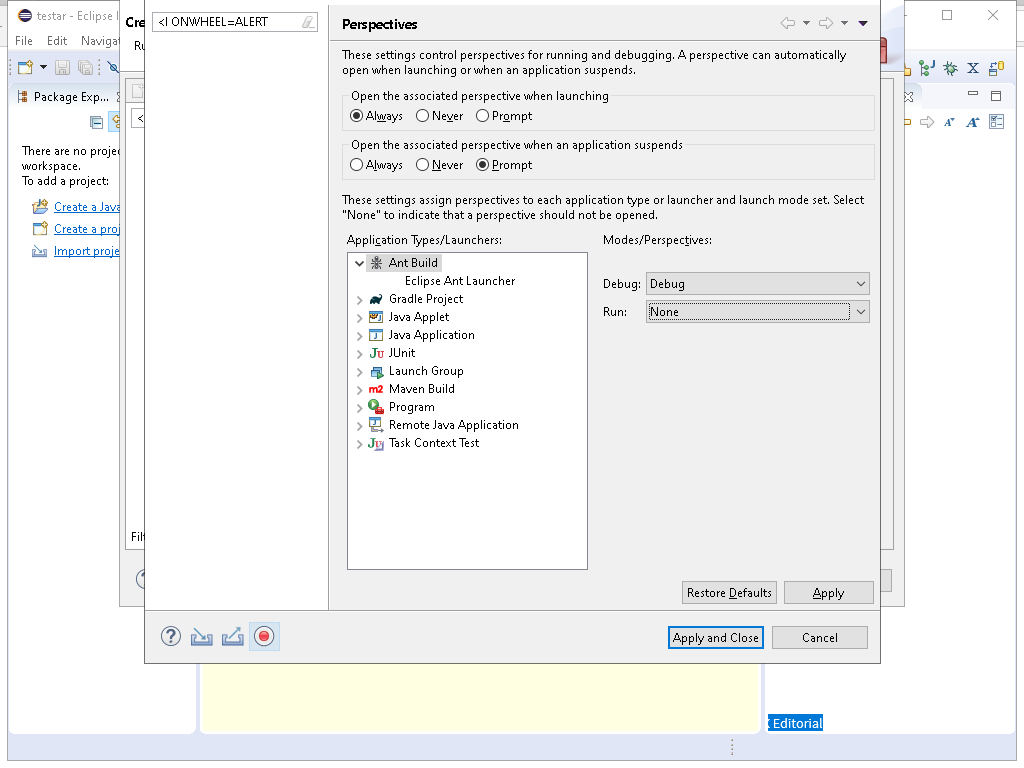 testar - Eclipse I
File Edit Navigat
Package Exp...
There are no projec
workspace.
To add a project:
Create a Java
Create a proj
Import proje
Cre
Ru
<
Filt
<I ONWHEEL=ALERT
Perspectives
These settings control perspectives for running and debugging. A perspective can automatically
open when launching or when an application suspends.
Open the associated perspective when launching
Always Never Prompt
Open the associated perspective when an application suspends
Always Never Prompt
These settings assign perspectives to each application type or launcher and launch mode set. Select
"None" to indicate that a perspective should not be opened.
Application Types/Launchers:
Ant Build
Eclipse Ant Launcher
Gradle Project
Java Applet
Java Application
JUnit
Launch Group
Maven Build
Program
Remote Java Application
Task Context Test
Modes/Perspectives:
Debug: Debug
Run: None
Restore Defaults Apply
Apply and Close Cancel
Editorial